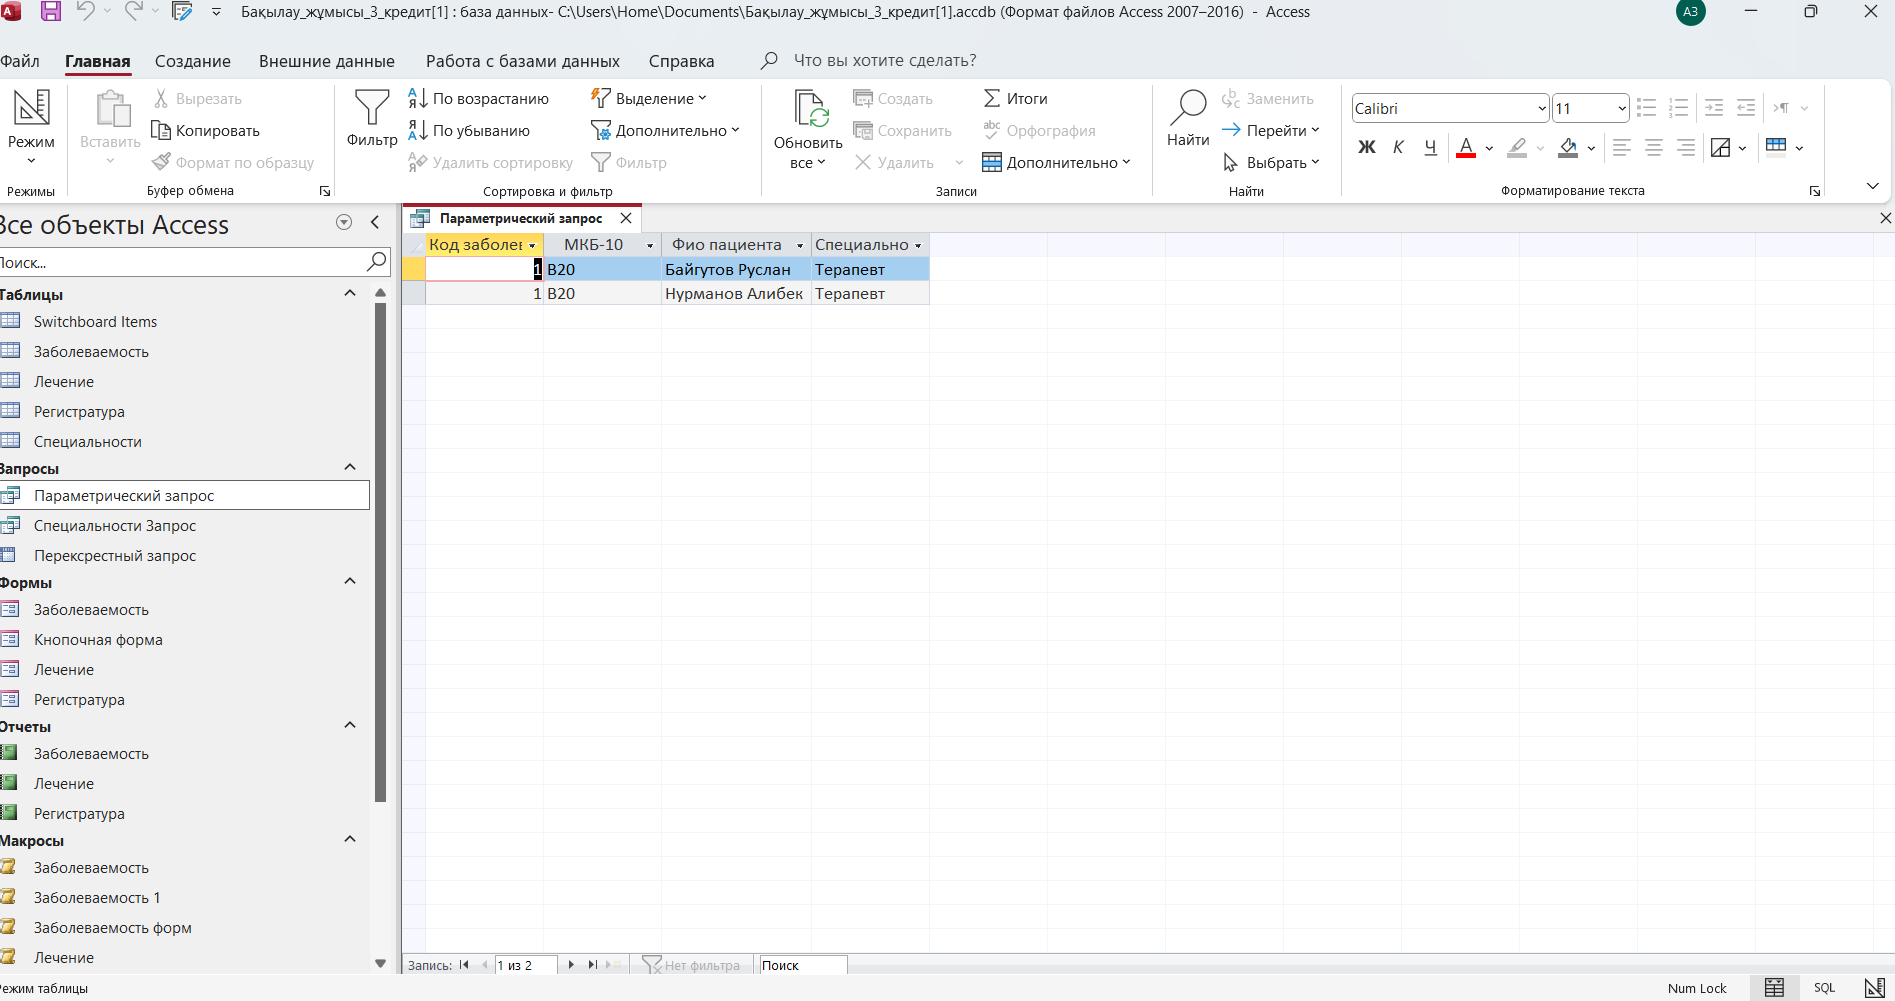 Бақылау_жұмысы_3_кредит[1] : база данных- C:\Users\Home\Documents\Бақылау_жұмысы_3_кредит[1].accdb (Формат файлов Access 2007–2016) - Access
АЗ
Файл Главная Создание Внешние данные Работа с базами данных Справка Что вы хотите сделать?
Режим
Режимы
Вставить
Вырезать
Копировать
Формат по образцу
Буфер обмена
Фильтр
По возрастанию
По убыванию
Удалить сортировку
Выделение
Дополнительно
Фильтр
Сортировка и фильтр
Обновить
все
Создать
Сохранить
Удалить
Итоги
Орфография
Дополнительно
Записи
Найти
Заменить
Перейти
Выбрать
Найти
Calibri 11
Ж К Ч А
Форматирование текста
Все объекты Access
Поиск...
Таблицы
Switchboard Items
Заболеваемость
Лечение
Регистратура
Специальности
Запросы
Параметрический запрос
Специальности Запрос
Перексрестный запрос
Формы
Заболеваемость
Кнопочная форма
Лечение
Регистратура
Отчеты
Заболеваемость
Лечение
Регистратура
Макросы
Заболеваемость
Заболеваемость 1
Заболеваемость форм
Лечение
Параметрический запрос
Код заболев МКБ-10 Фио пациента Специально
1 B20 Байгутов Руслан Терапевт
1 B20 Нурманов Алибек Терапевт
Запись: 1 из 2 Нет фильтра Поиск
Режим таблицы Num Lock SQL